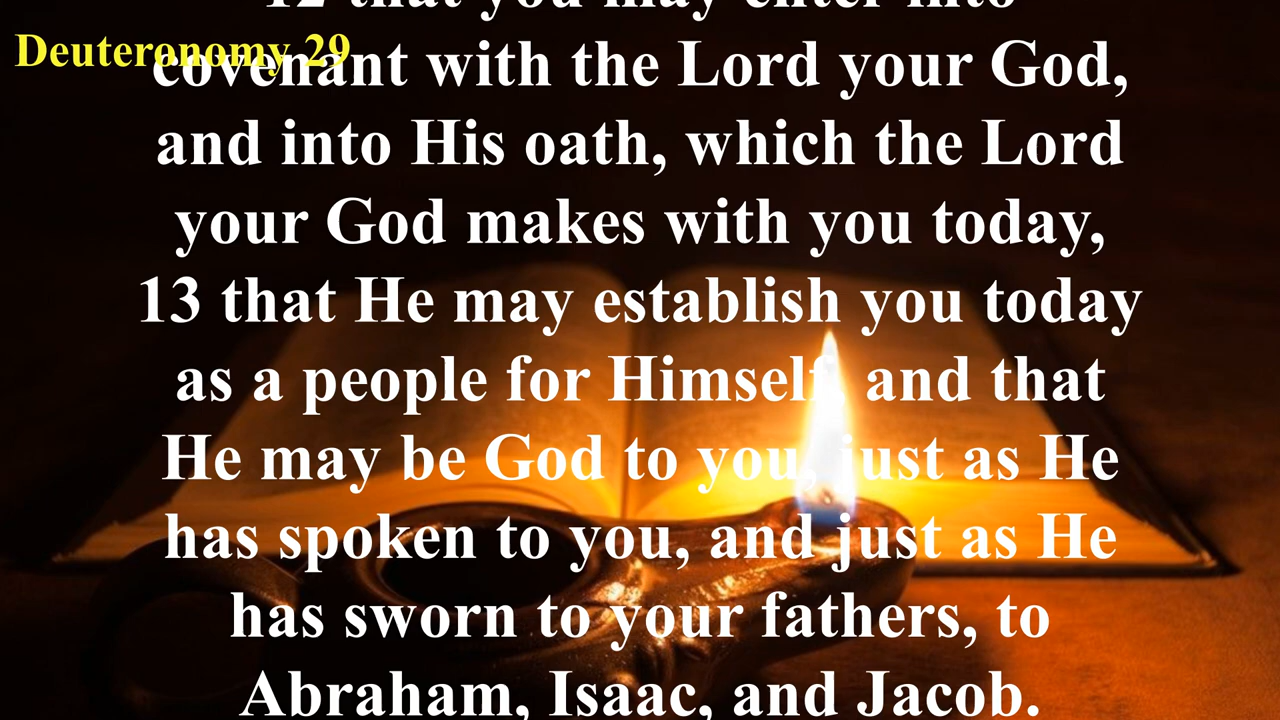 12 that you may enter into
Deuteronomy 29
covenant with the Lord your God,
and into His oath, which the Lord
your God makes with you today,
13 that He may establish you today
as a people for Himself, and that
He may be God to you, just as He
has spoken to you, and just as He
has sworn to your fathers, to
Abraham, Isaac, and Jacob.